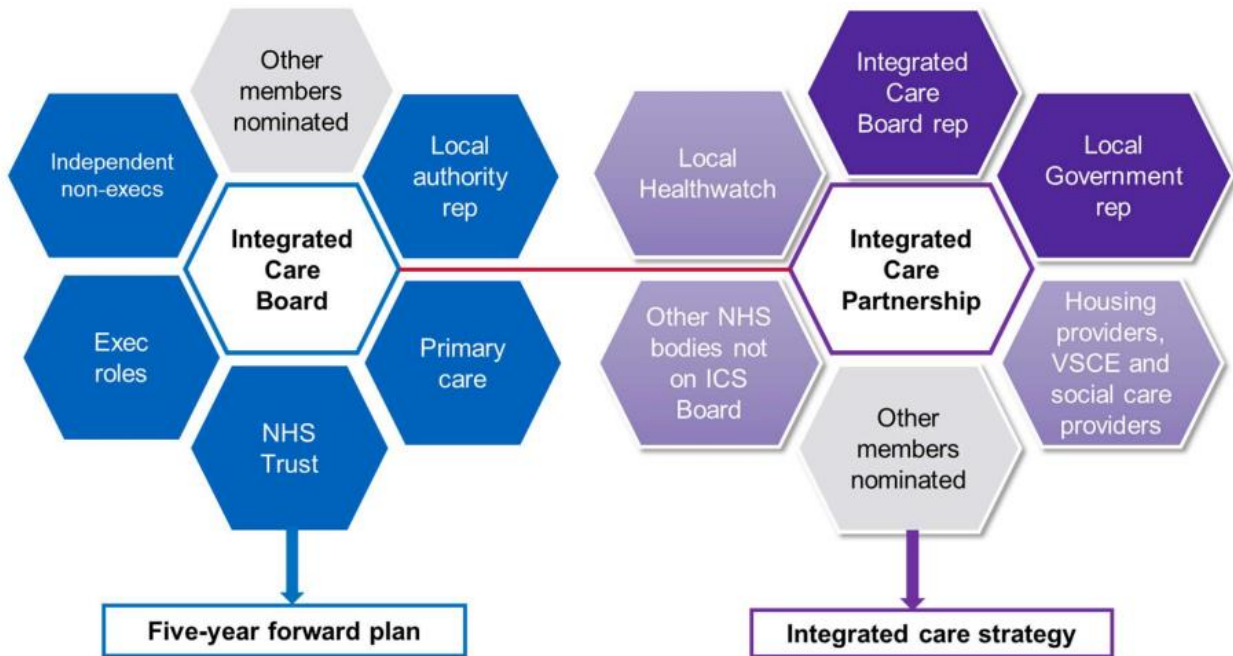 Other
members
nominated
Independent
non-execs
Local
authority
rep
Integrated
Care
Board
Exec
roles
Primary
care
NHS
Trust
Five-year forward plan
Integrated
Care
Board rep
Local
Healthwatch
Local
Government
rep
Integrated
Care
Partnership
Other NHS
bodies not
on ICS
Board
Housing
providers,
VSCE and
social care
providers
Other
members
nominated
Integrated care strategy